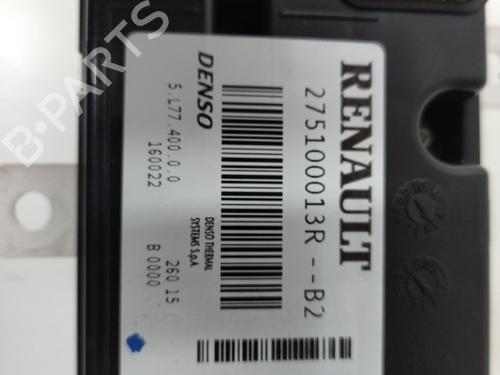 RENAULT
275100013R--B2
DENSO
DENSO THERMAL
SYSTEMS S.p.A.
5.L77.400.0.0
160022
260 15
B 0000
B-PARTS